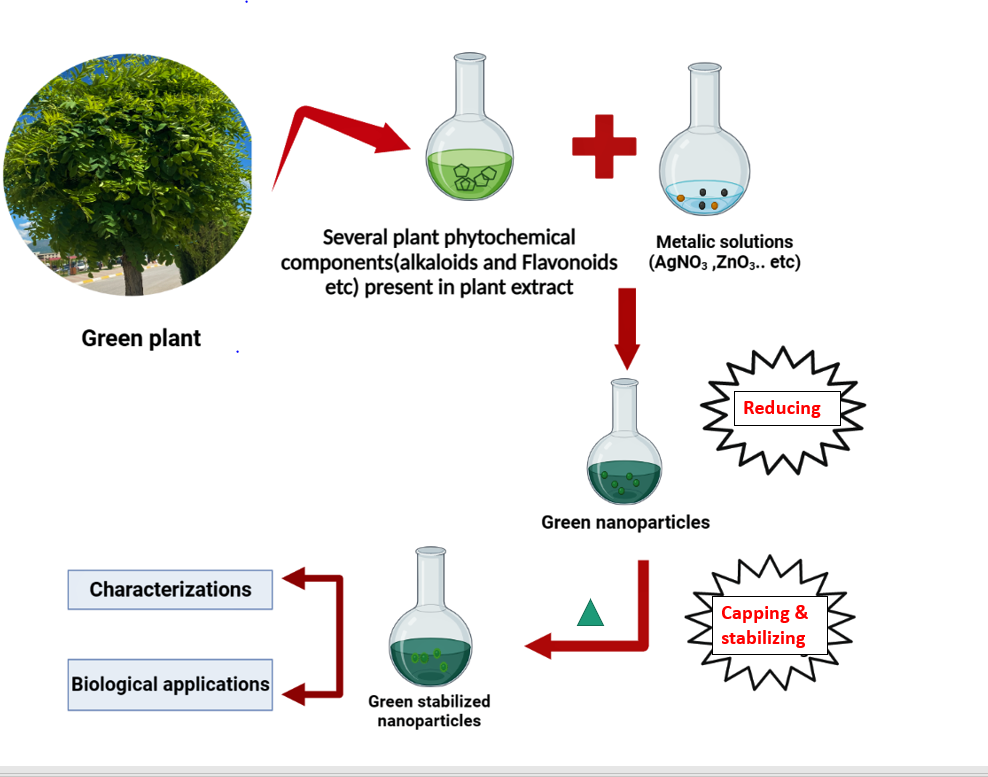 Several plant phytochemical
components(alkaloids and Flavonoids
etc) present in plant extract
Metalic solutions
(AgNO₃ ,ZnO₃.. etc)
Green plant
Reducing
Green nanoparticles
Capping &
stabilizing
Characterizations
Biological applications
Green stabilized
nanoparticles